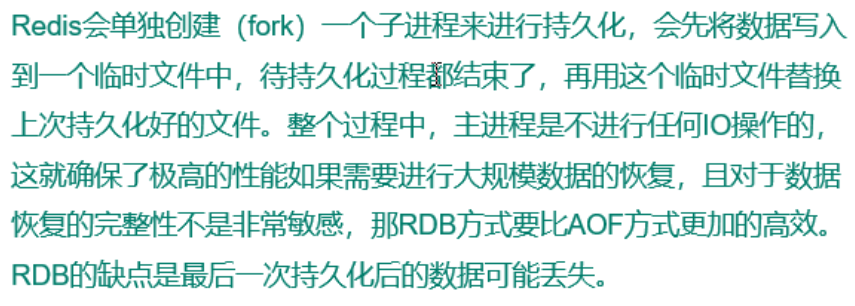 Redis会单独创建（fork）一个子进程来进行持久化，会先将数据写入
到一个临时文件中，待持久化过程都结束了，再用这个临时文件替换
上次持久化好的文件。整个过程中，主进程是不进行任何IO操作的，
这就确保了极高的性能如果需要进行大规模数据的恢复，且对于数据
恢复的完整性不是非常敏感，那RDB方式要比AOF方式更加的高效。
RDB的缺点是最后一次持久化后的数据可能丢失。